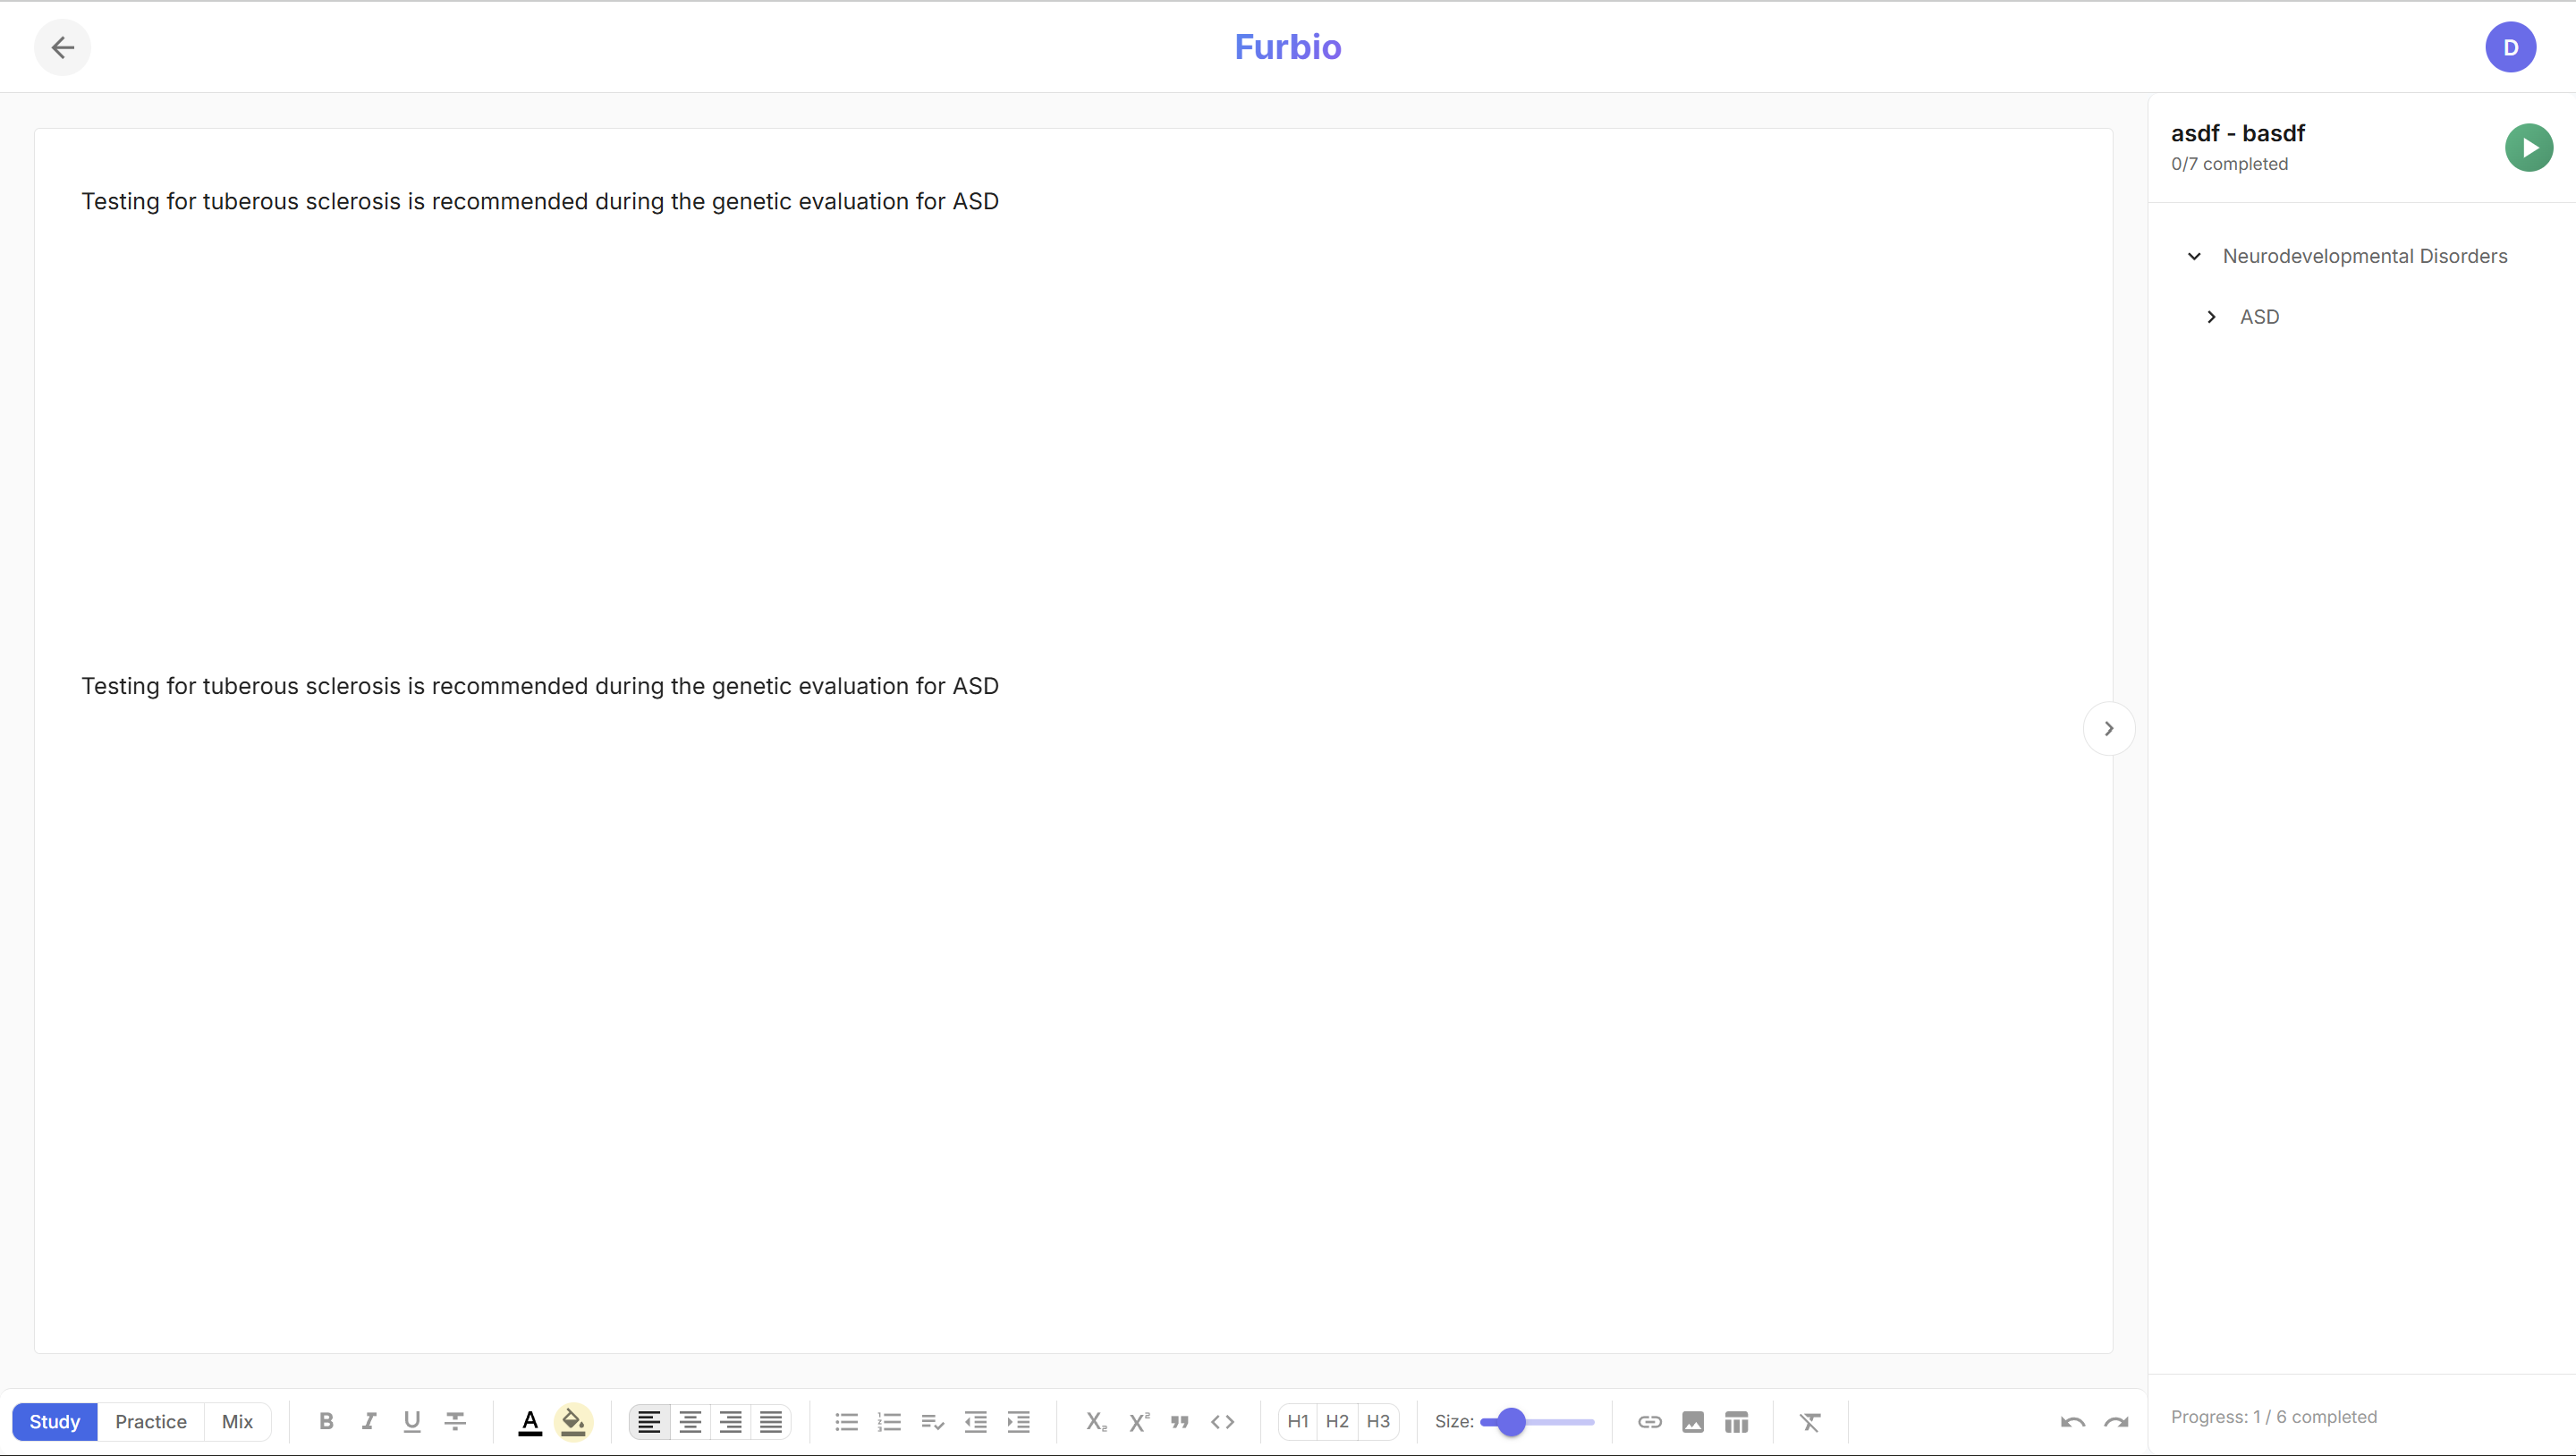 Furbio
D
Testing for tuberous sclerosis is recommended during the genetic evaluation for ASD
Testing for tuberous sclerosis is recommended during the genetic evaluation for ASD
asdf - basdf
0/7 completed
Neurodevelopmental Disorders
ASD
Progress: 1 / 6 completed
Study Practice Mix B I U A X₂ X² H1 H2 H3 Size: